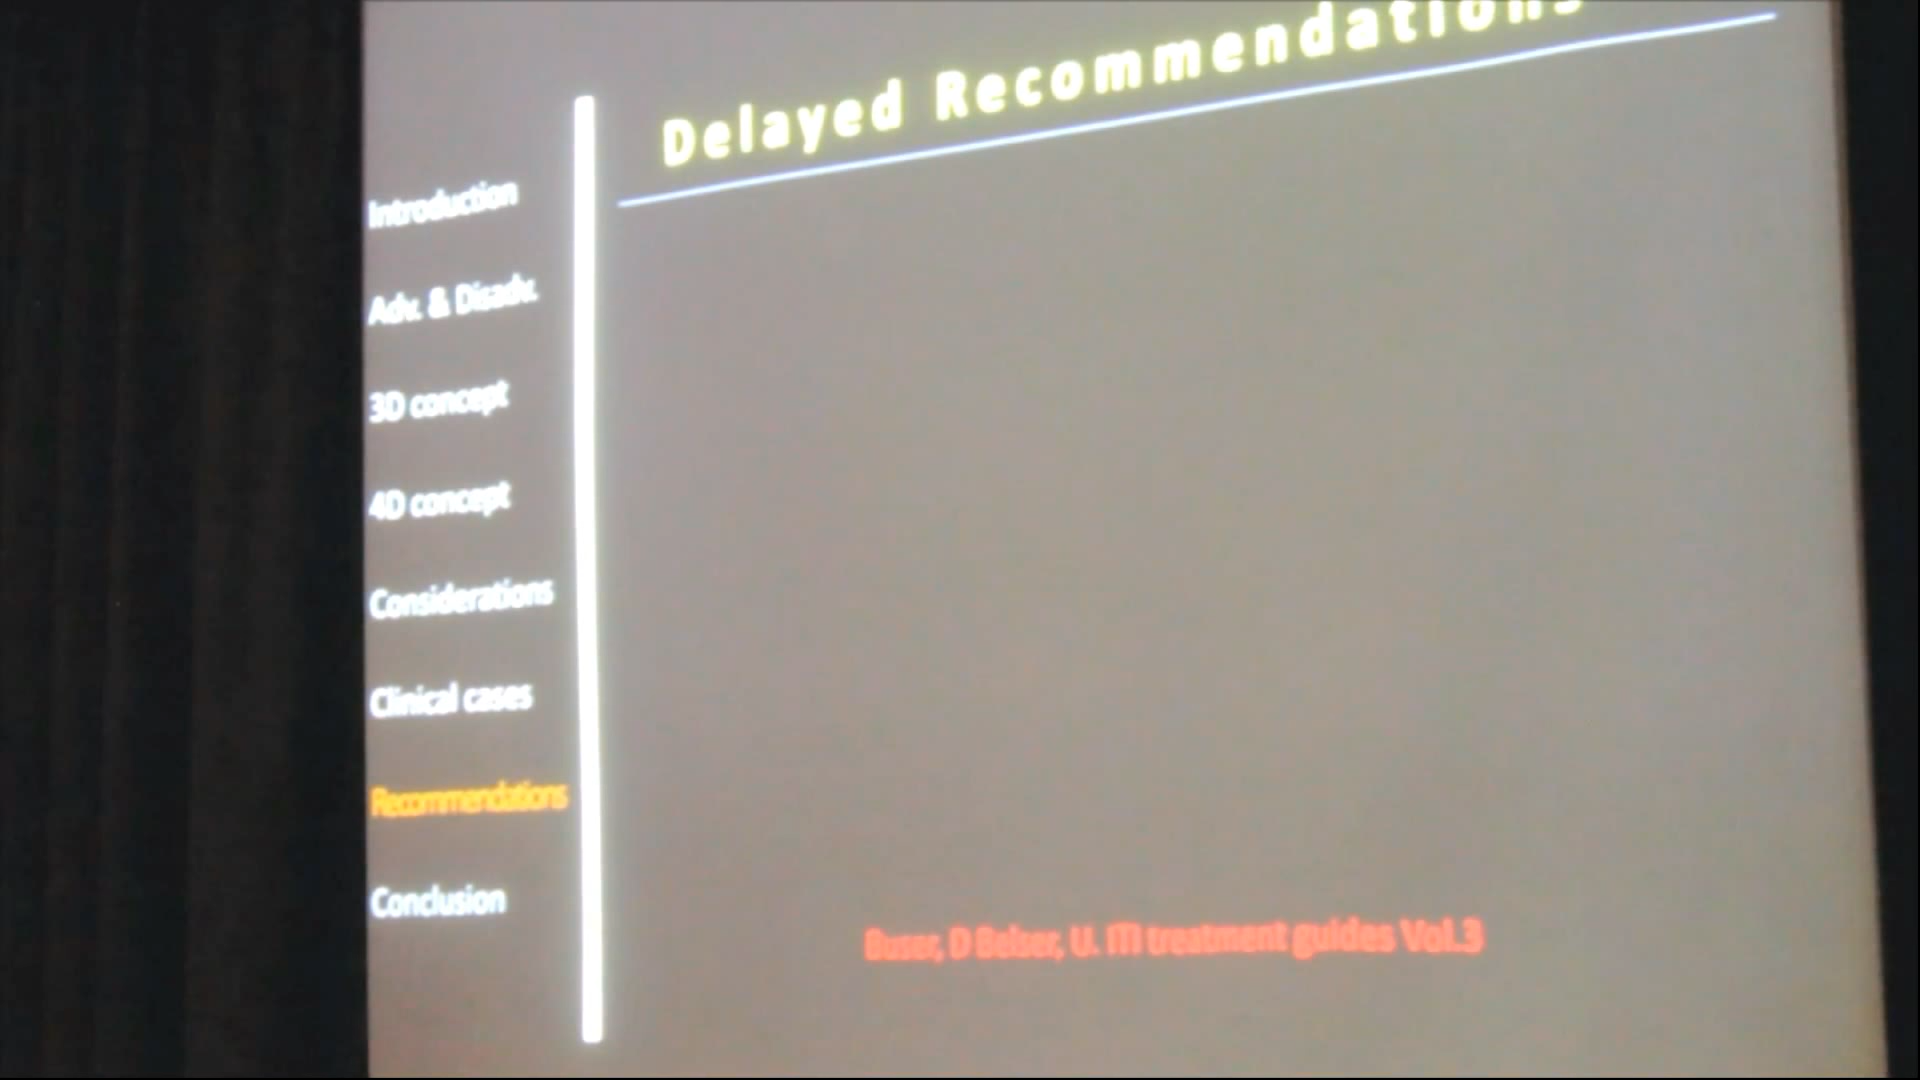 Delayed Recommendations
Introduction
Adv. & Disadv.
3D concept
4D concept
Considerations
Clinical cases
Recommendations
Conclusion
Buser, D Belser, U. ITI treatment guides Vol.3